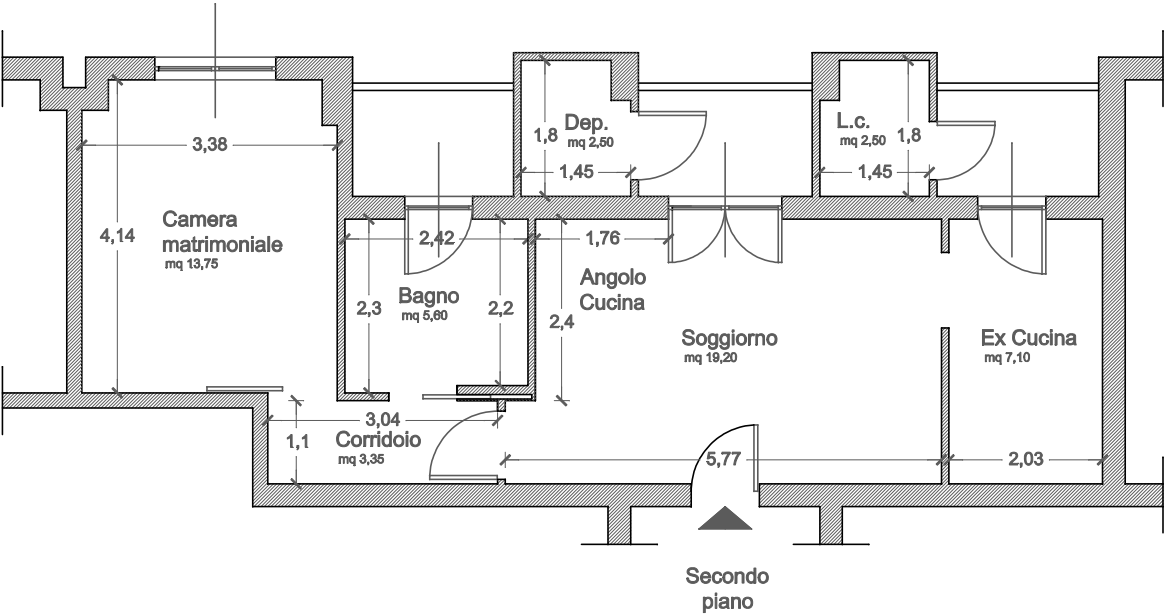 Dep.
mq 2,50
1,8
1,45
L.c.
mq 2,50
1,8
1,45
3,38
4,14
Camera
matrimoniale
mq 13,75
2,42
2,3
2,2
Bagno
mq 5,60
1,76
Angolo
Cucina
2,4
Soggiorno
mq 19,20
Ex Cucina
mq 7,10
3,04
1,1
Corridoio
mq 3,35
5,77
2,03
Secondo
piano